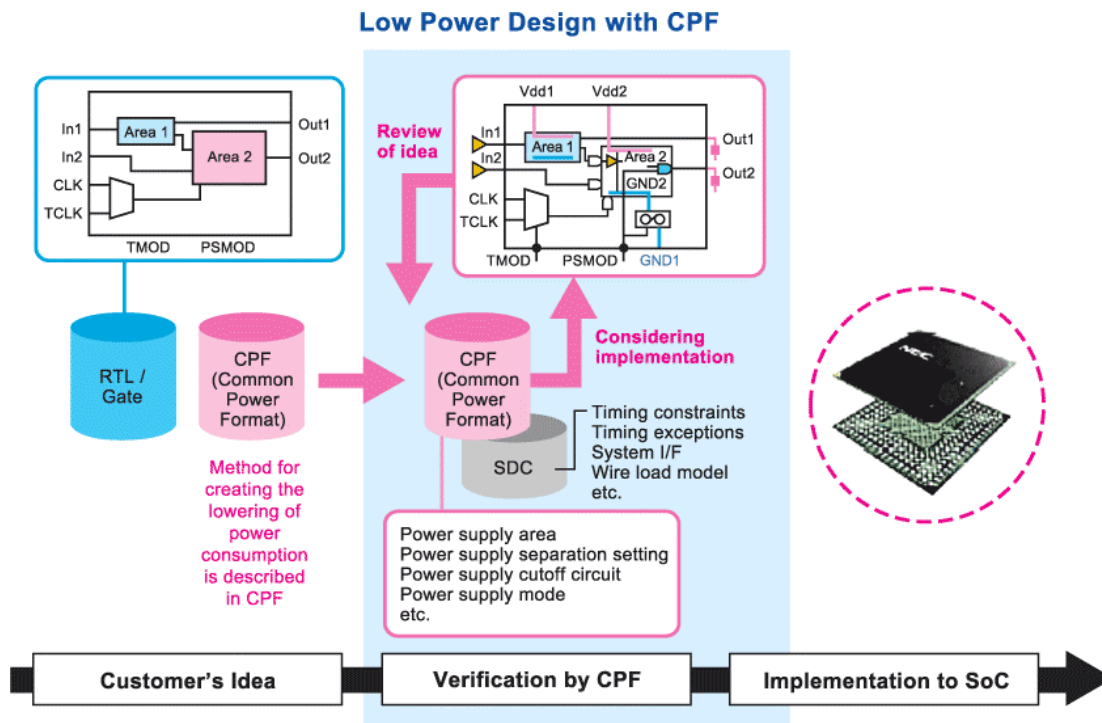 Low Power Design with CPF
Area 1
Area 2
In1
In2
CLK
TCLK
Out1
Out2
TMOD
PSMOD
Vdd1
Vdd2
In1
In2
Area 1
Area 2
GND2
CLK
TCLK
Out1
Out2
TMOD
PSMOD
GND1
Review
of idea
RTL /
Gate
CPF
(Common
Power
Format)
Method for
creating the
lowering of
power
consumption
is described
in CPF
CPF
(Common
Power
Format)
Considering
implementation
SDC
Timing constraints
Timing exceptions
System I/F
Wire load model
etc.
Power supply area
Power supply separation setting
Power supply cutoff circuit
Power supply mode
etc.
NEC
Customer's Idea
Verification by CPF
Implementation to SoC